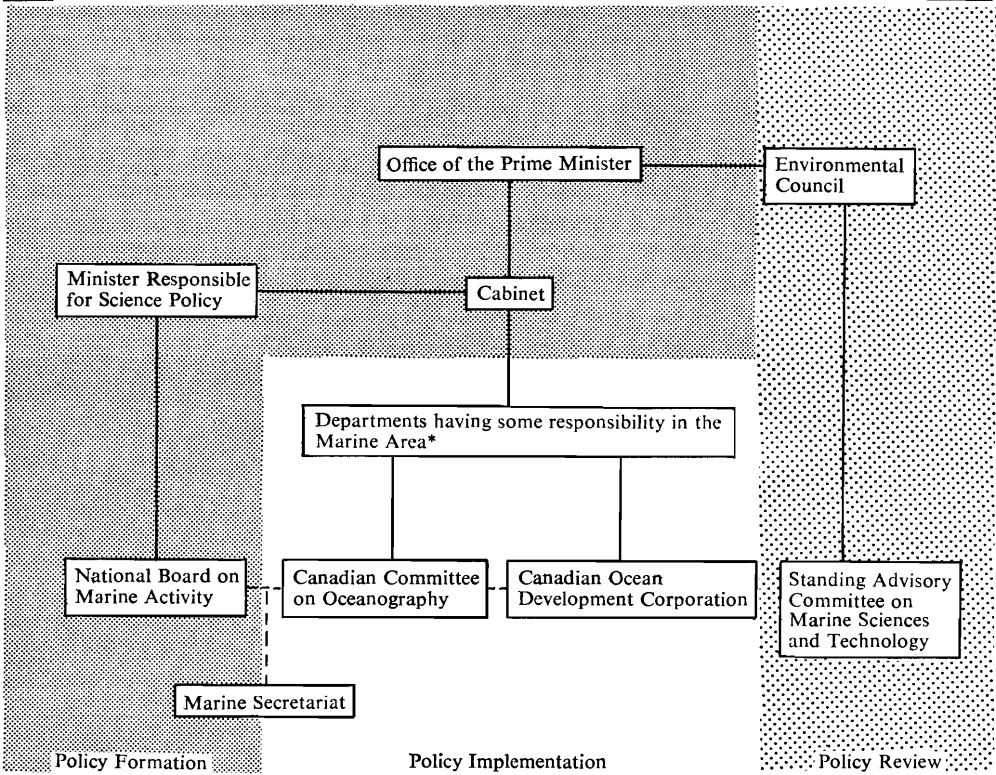 Office of the Prime Minister
Environmental
Council
Minister Responsible
for Science Policy
Cabinet
Departments having some responsibility in the
Marine Area*
National Board on
Marine Activity
Canadian Committee
on Oceanography
Canadian Ocean
Development Corporation
Standing Advisory
Committee on
Marine Sciences
and Technology
Marine Secretariat
Policy Formation
Policy Implementation
Policy Review